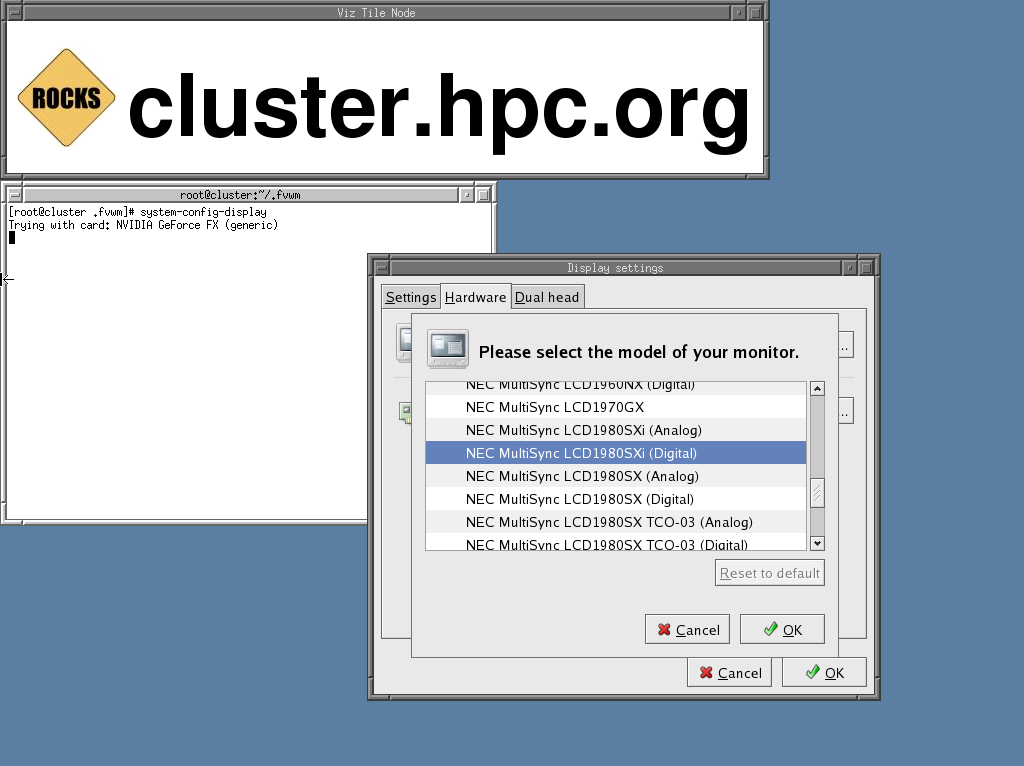 Viz Tile Node
ROCKS
cluster.hpc.org
root@cluster:~/.fvwm
[root@cluster .fvwm]# system-config-display
Trying with card: NVIDIA GeForce FX (generic)
Display settings
Settings Hardware Dual head
Please select the model of your monitor.
NEC MultiSync LCD1960NX (Digital)
NEC MultiSync LCD1970GX
NEC MultiSync LCD1980SXi (Analog)
NEC MultiSync LCD1980SXi (Digital)
NEC MultiSync LCD1980SX (Analog)
NEC MultiSync LCD1980SX (Digital)
NEC MultiSync LCD1980SX TCO-03 (Analog)
NEC MultiSync LCD1980SX TCO-03 (Digital)
Reset to default
Cancel OK
Cancel OK